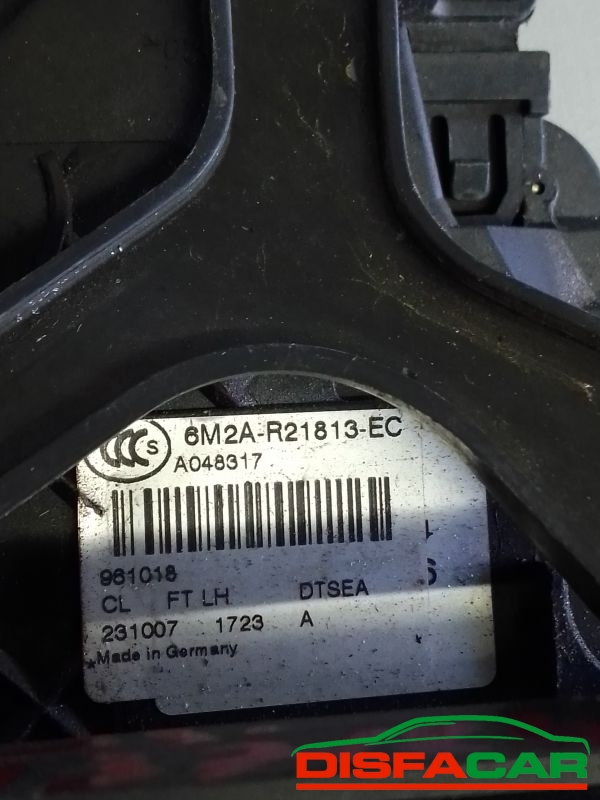 CCC S
6M2A-R21813-EC
A048317
961018
CL FT LH DTSEA
231007 1723 A
Made in Germany
DISFACAR